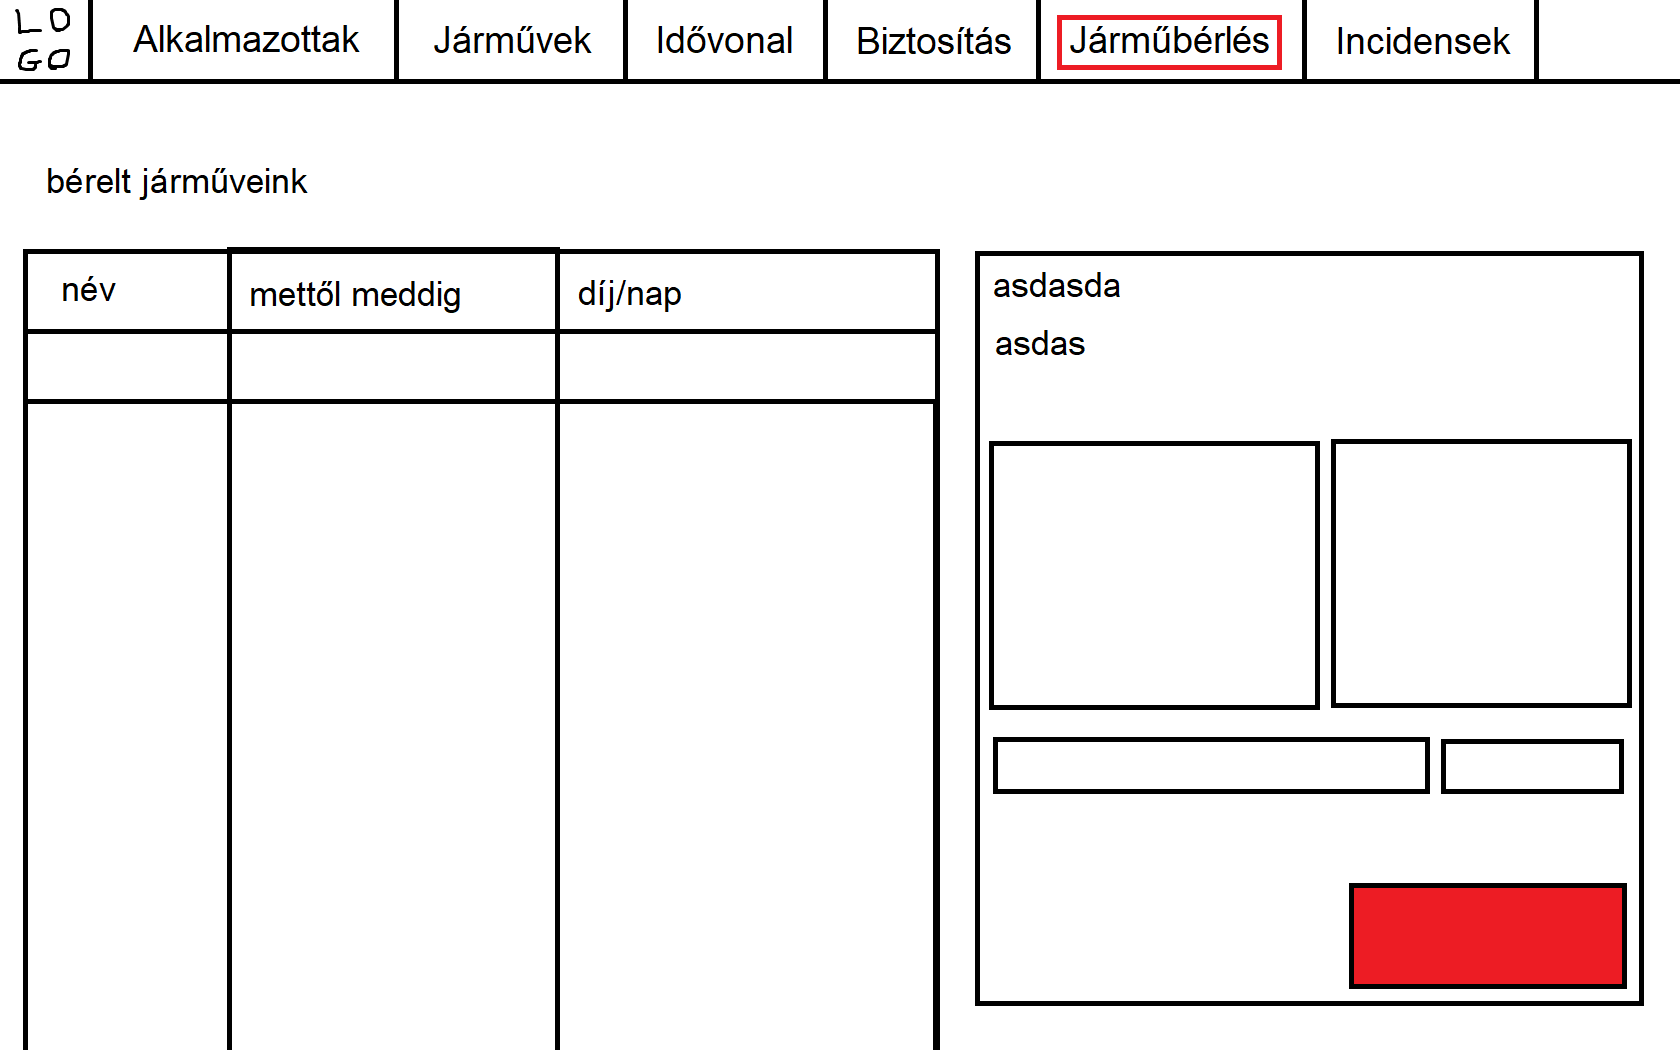 LO
GO
Alkalmazottak
Járművek
Idővonal
Biztosítás
Járműbérlés
Incidensek
bérelt járműveink
név
mettől meddig
díj/nap
asdasda
asdas